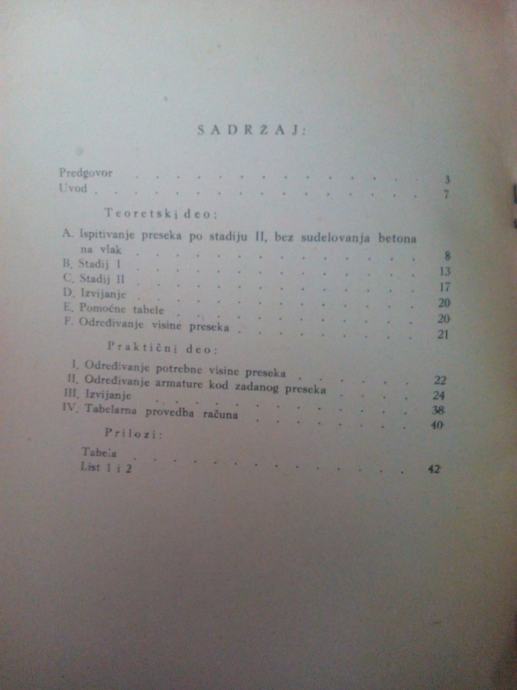 SADRŽAJ:
Predgovor . . . . . . . . . . . . . 3
Uvod . . . . . . . . . . . . . . 7
Teoretski deo:
A. Ispitivanje preseka po stadiju II, bez sudelovanja betona
na vlak . . . . . . . . . . . . . 8
B. Stadij I . . . . . . . . . . . . . 13
C. Stadij II . . . . . . . . . . . . . 17
D. Izvijanje . . . . . . . . . . . . . 20
E. Pomoćne tabele . . . . . . . . . . . 20
F. Određivanje visine preseka . . . . . . . . 21
Praktični deo:
I. Određivanje potrebne visine preseka . . . . . . 22
II. Određivanje armature kod zadanog preseka . . . . 24
III. Izvijanje . . . . . . . . . . . . . 38
IV. Tabelarna provedba računa . . . . . . . . 40
Prilozi:
Tabela . . . . . . . . . . . . . 42
List 1 i 2